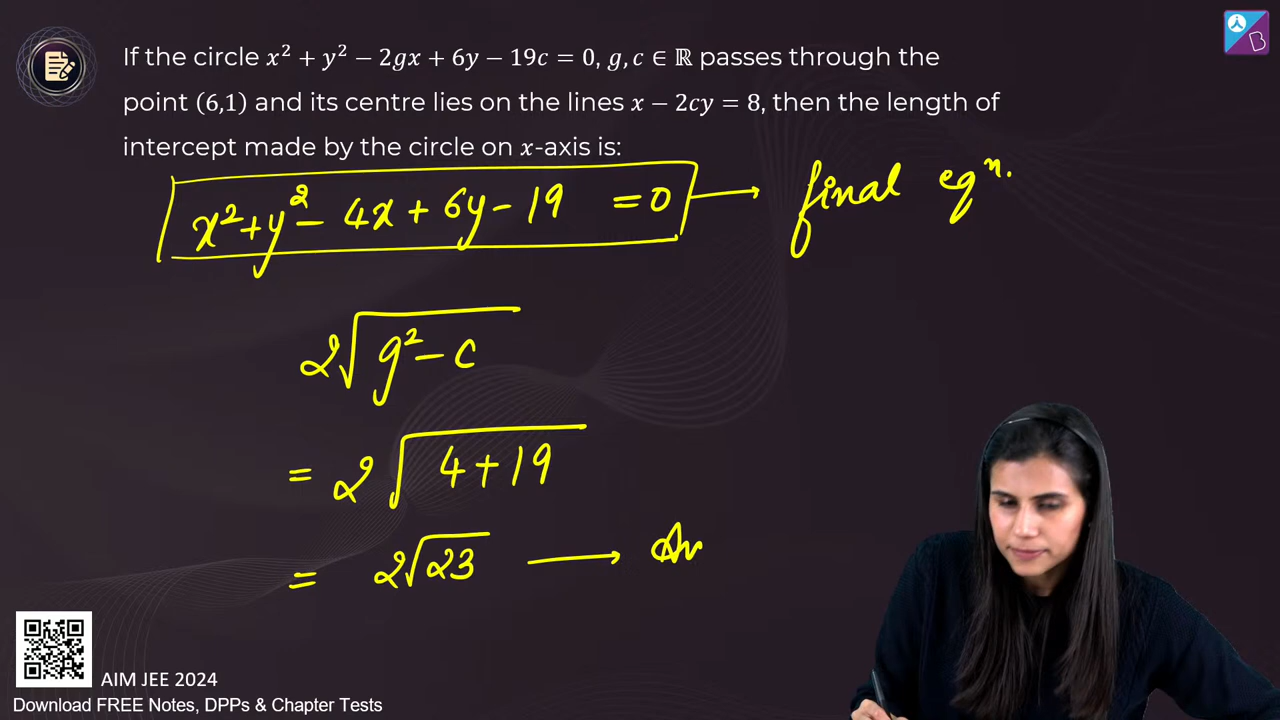 If the circle x² + y² − 2gx + 6y − 19c = 0, g, c ∈ ℝ passes through the
point (6,1) and its centre lies on the lines x − 2cy = 8, then the length of
intercept made by the circle on x-axis is:
x² + y² − 4x + 6y − 19 = 0 → final eqⁿ.
2√(g² − c)
= 2√(4 + 19)
= 2√23 → An
B
AIM JEE 2024
Download FREE Notes, DPPs & Chapter Tests